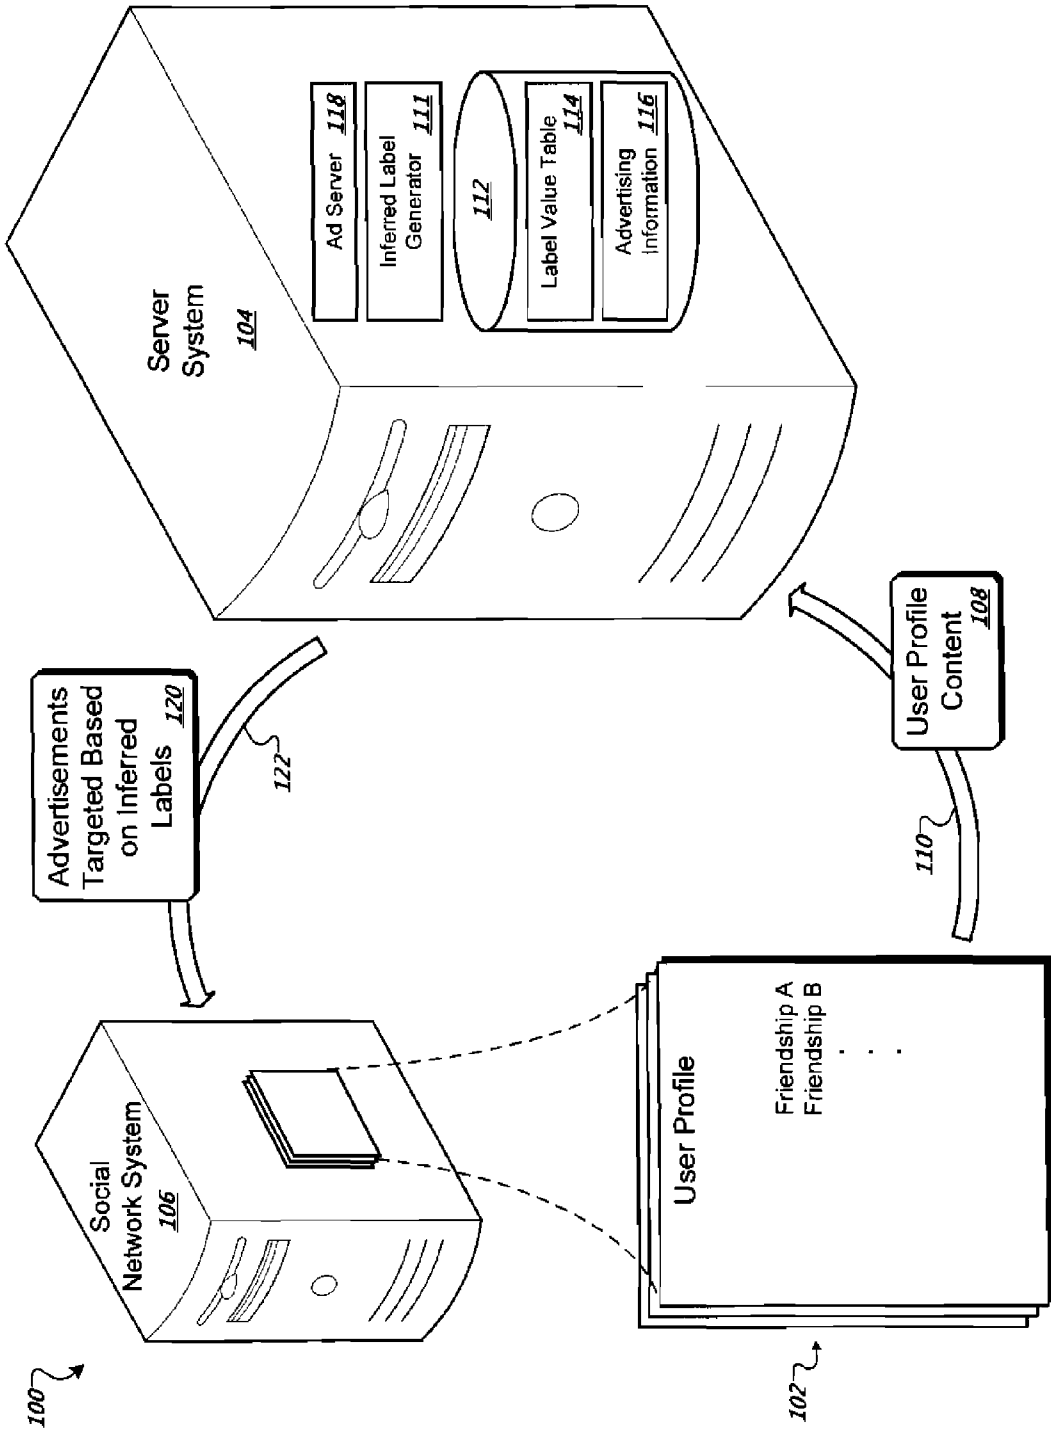 100
Social
Network System
106
Advertisements
Targeted Based
on Inferred
Labels
120
122
Server
System
104
Ad Server
118
Inferred Label
Generator
111
112
Label Value Table
114
Advertising
Information
116
102
User Profile
Friendship A
Friendship B
. . .
110
User Profile
Content
108